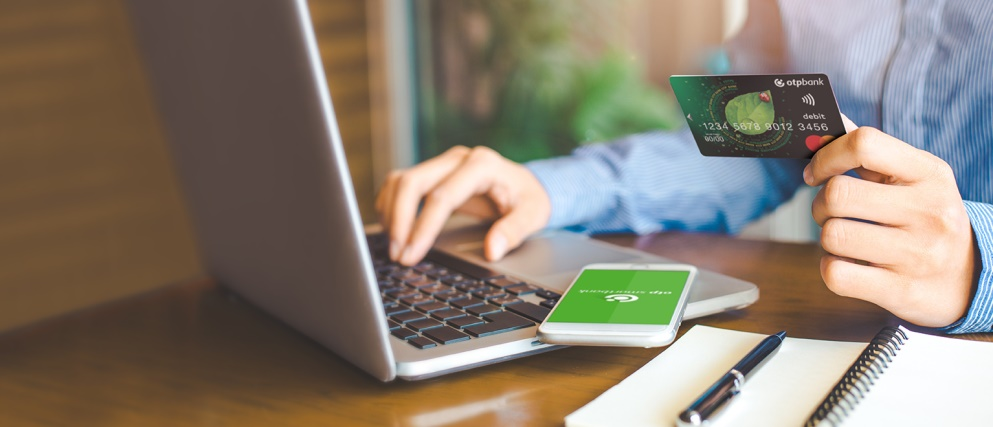 otpbank
debit
1234 5678 9012 3456
otp smartbank